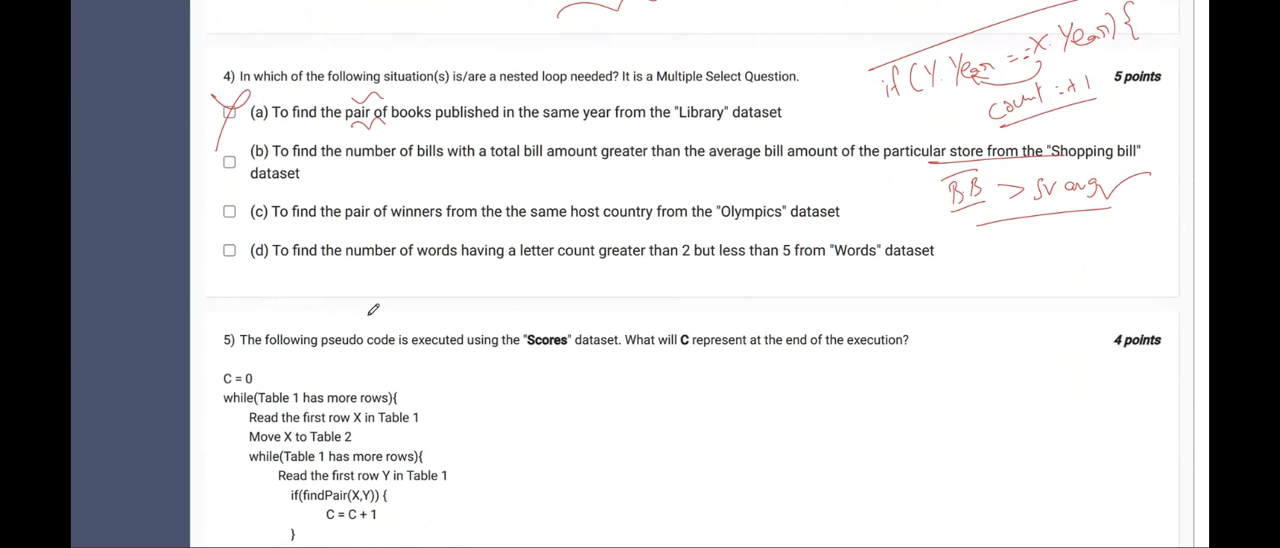 if (Y. Year == X. Year) {
4) In which of the following situation(s) is/are a nested loop needed? It is a Multiple Select Question.
5 points
count + 1
(a) To find the pair of books published in the same year from the "Library" dataset
(b) To find the number of bills with a total bill amount greater than the average bill amount of the particular store from the "Shopping bill"
dataset
BB > SV avg
(c) To find the pair of winners from the the same host country from the "Olympics" dataset
(d) To find the number of words having a letter count greater than 2 but less than 5 from "Words" dataset
5) The following pseudo code is executed using the "Scores" dataset. What will C represent at the end of the execution?
4 points
C = 0
while(Table 1 has more rows){
Read the first row X in Table 1
Move X to Table 2
while(Table 1 has more rows){
Read the first row Y in Table 1
if(findPair(X,Y)) {
C = C + 1
}